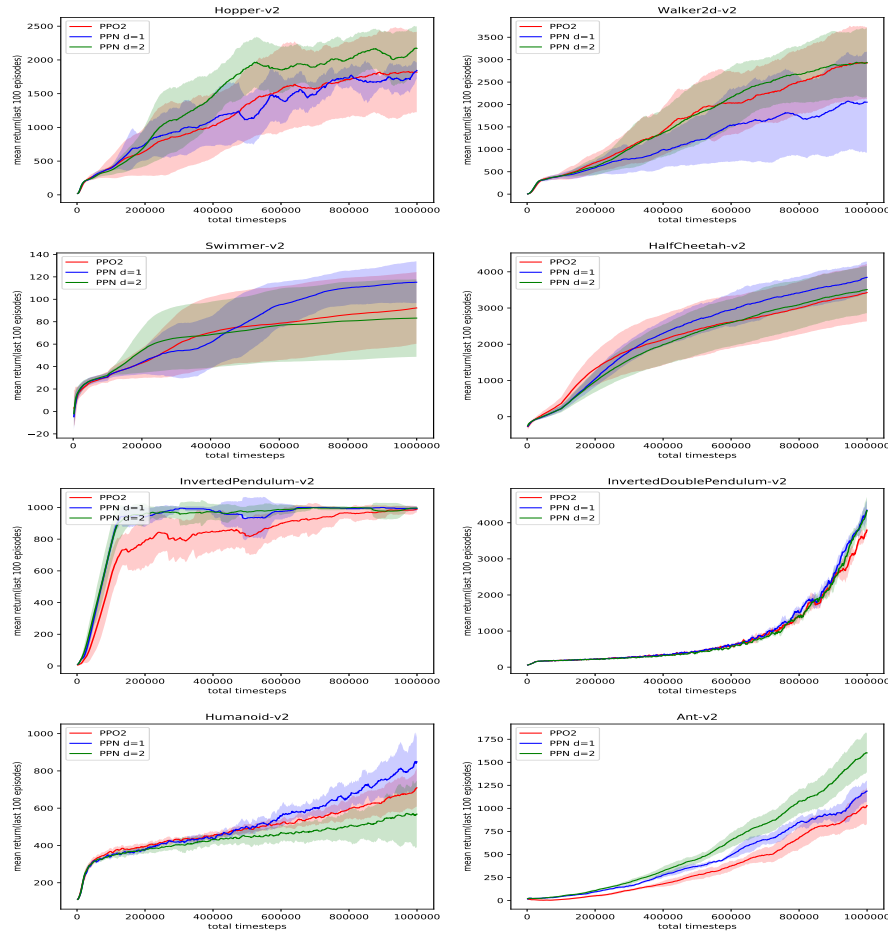 Hopper-v2
PPO2
PPN d=1
PPN d=2
mean return(last 100 episodes)
2500
2000
1500
1000
500
0
0 200000 400000 600000 800000 1000000
total timesteps
Walker2d-v2
PPO2
PPN d=1
PPN d=2
mean return(last 100 episodes)
3500
3000
2500
2000
1500
1000
500
0
0 200000 400000 600000 800000 1000000
total timesteps
Swimmer-v2
PPO2
PPN d=1
PPN d=2
mean return(last 100 episodes)
140
120
100
80
60
40
20
0
−20
0 200000 400000 600000 800000 1000000
total timesteps
HalfCheetah-v2
PPO2
PPN d=1
PPN d=2
mean return(last 100 episodes)
4000
3000
2000
1000
0
0 200000 400000 600000 800000 1000000
total timesteps
InvertedPendulum-v2
PPO2
PPN d=1
PPN d=2
mean return(last 100 episodes)
1000
800
600
400
200
0
0 200000 400000 600000 800000 1000000
total timesteps
InvertedDoublePendulum-v2
PPO2
PPN d=1
PPN d=2
mean return(last 100 episodes)
4000
3000
2000
1000
0
0 200000 400000 600000 800000 1000000
total timesteps
Humanoid-v2
PPO2
PPN d=1
PPN d=2
mean return(last 100 episodes)
1000
800
600
400
200
0 200000 400000 600000 800000 1000000
total timesteps
Ant-v2
PPO2
PPN d=1
PPN d=2
mean return(last 100 episodes)
1750
1500
1250
1000
750
500
250
0
0 200000 400000 600000 800000 1000000
total timesteps